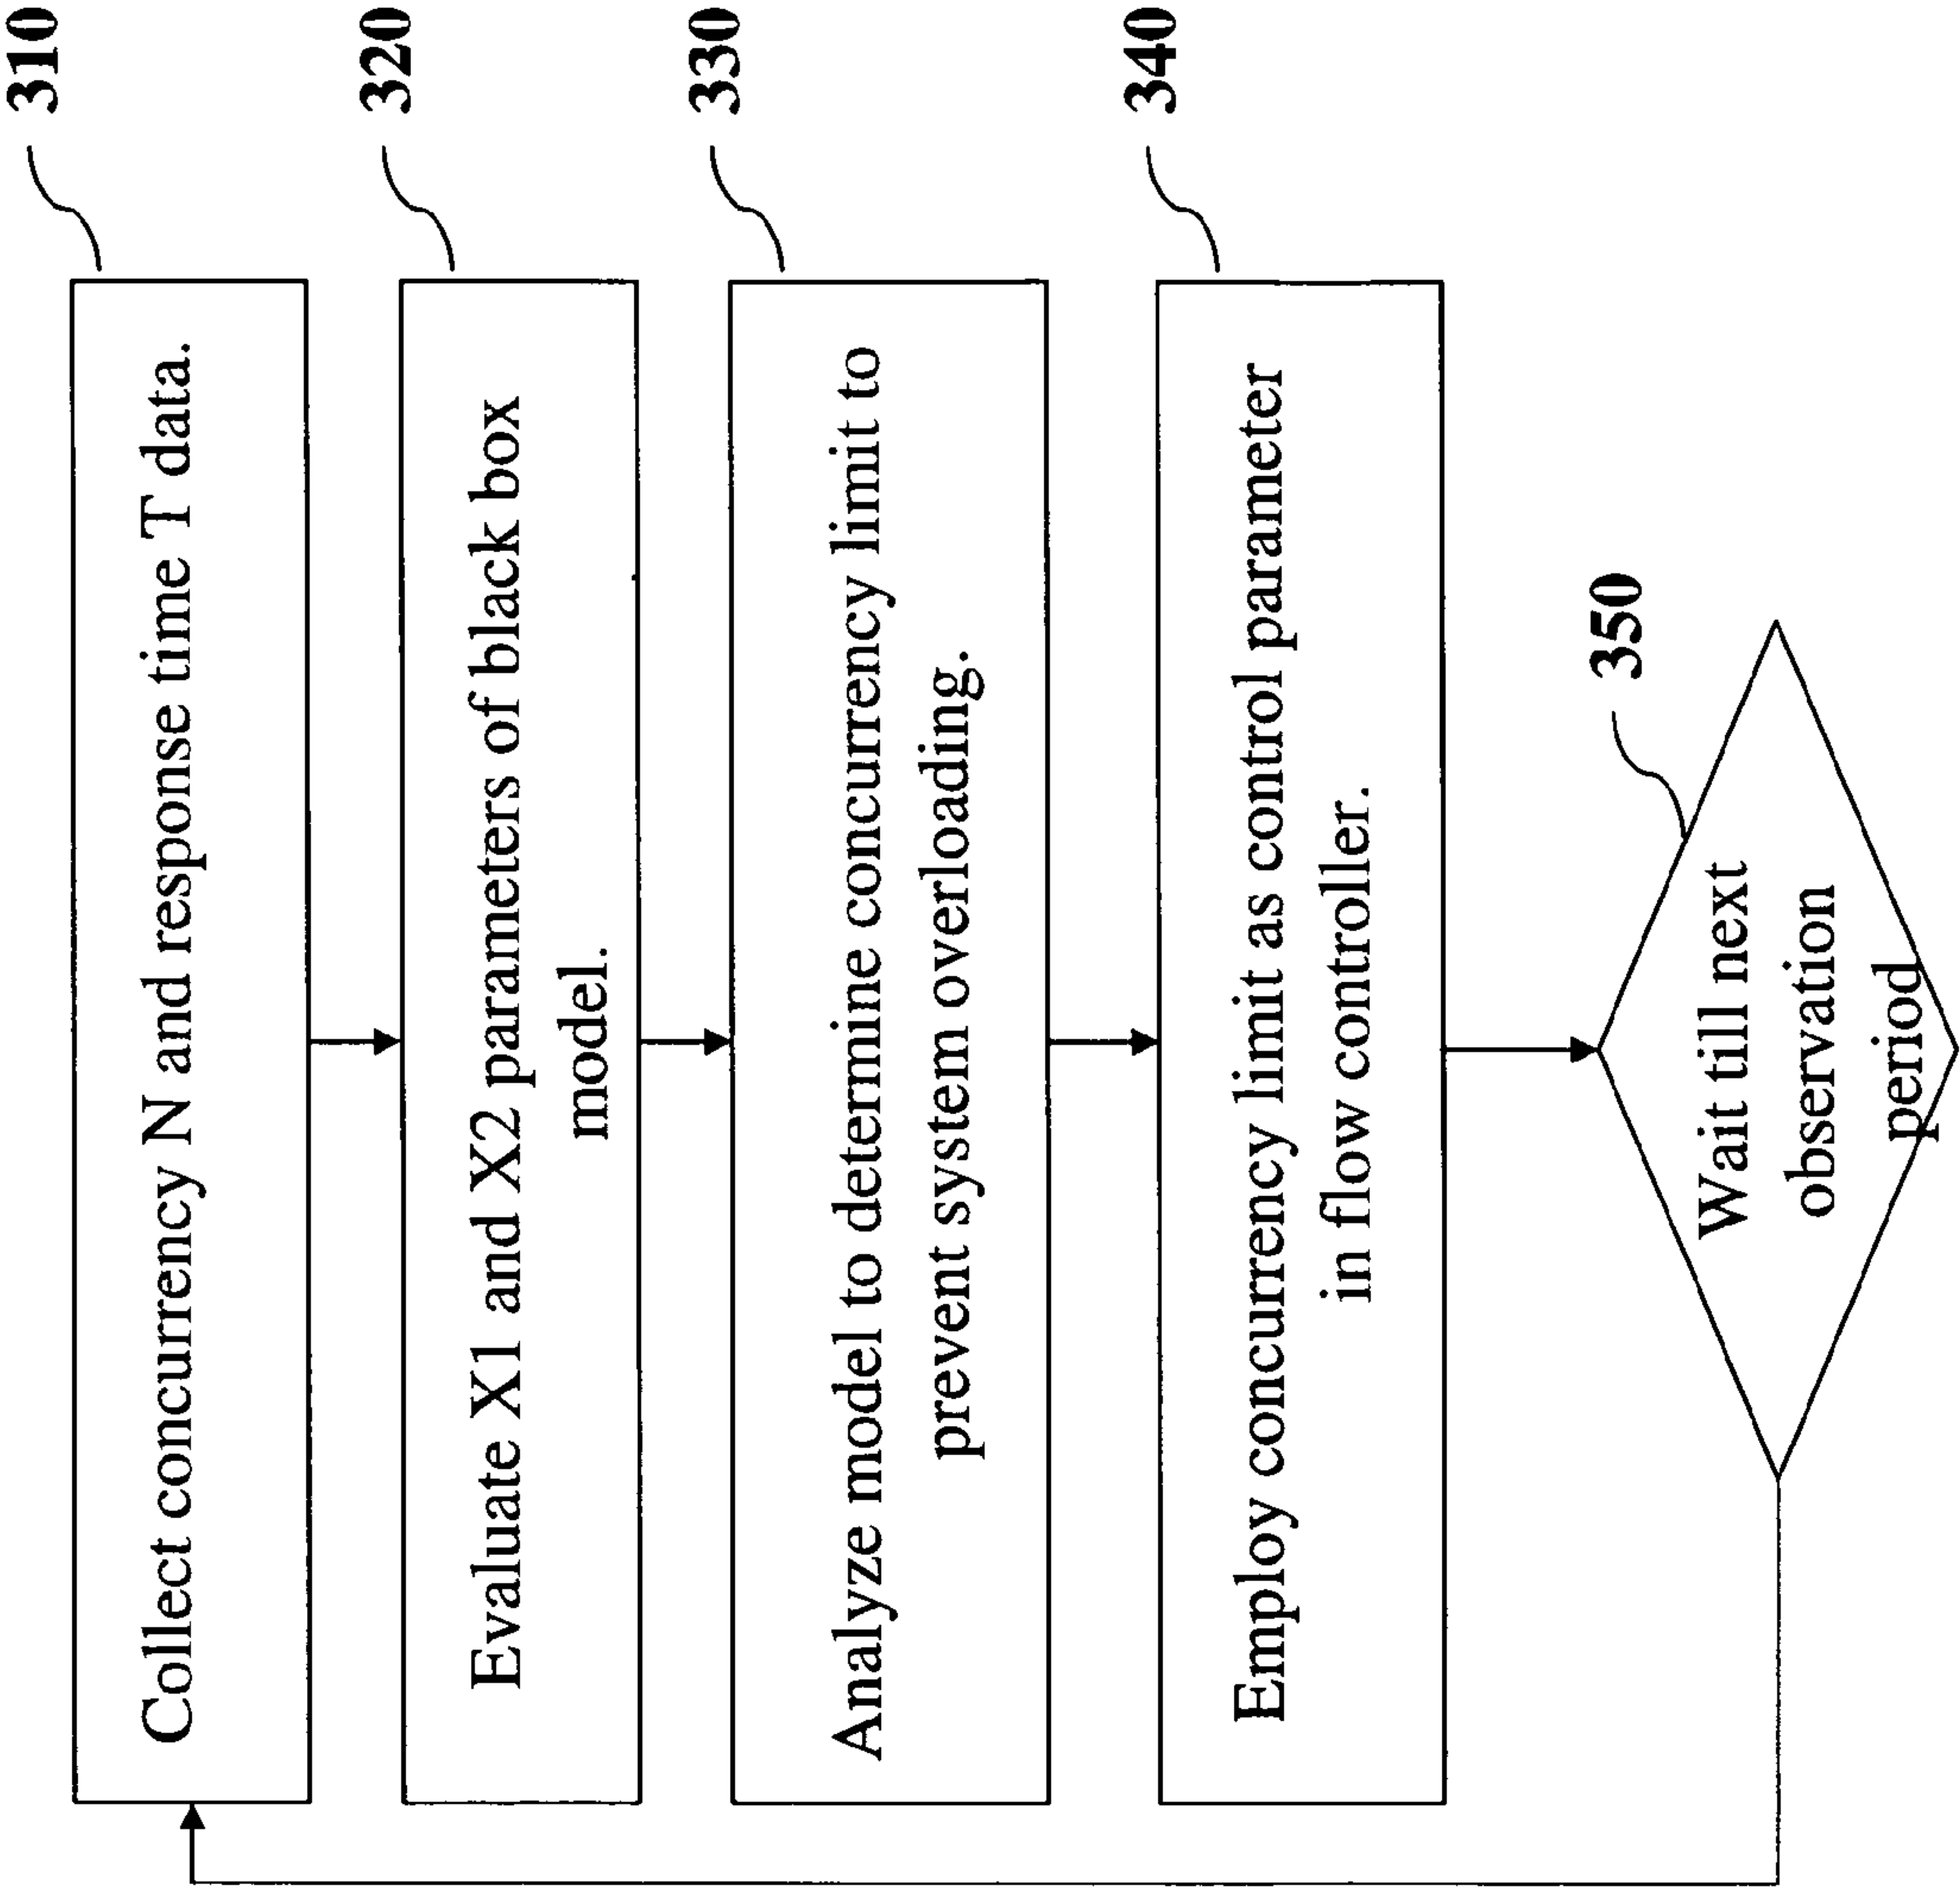 310
Collect concurrency N and response time T data.
320
Evaluate X1 and X2 parameters of black box
model.
330
Analyze model to determine concurrency limit to
prevent system overloading.
340
Employ concurrency limit as control parameter
in flow controller.
350
Wait till next
observation
period